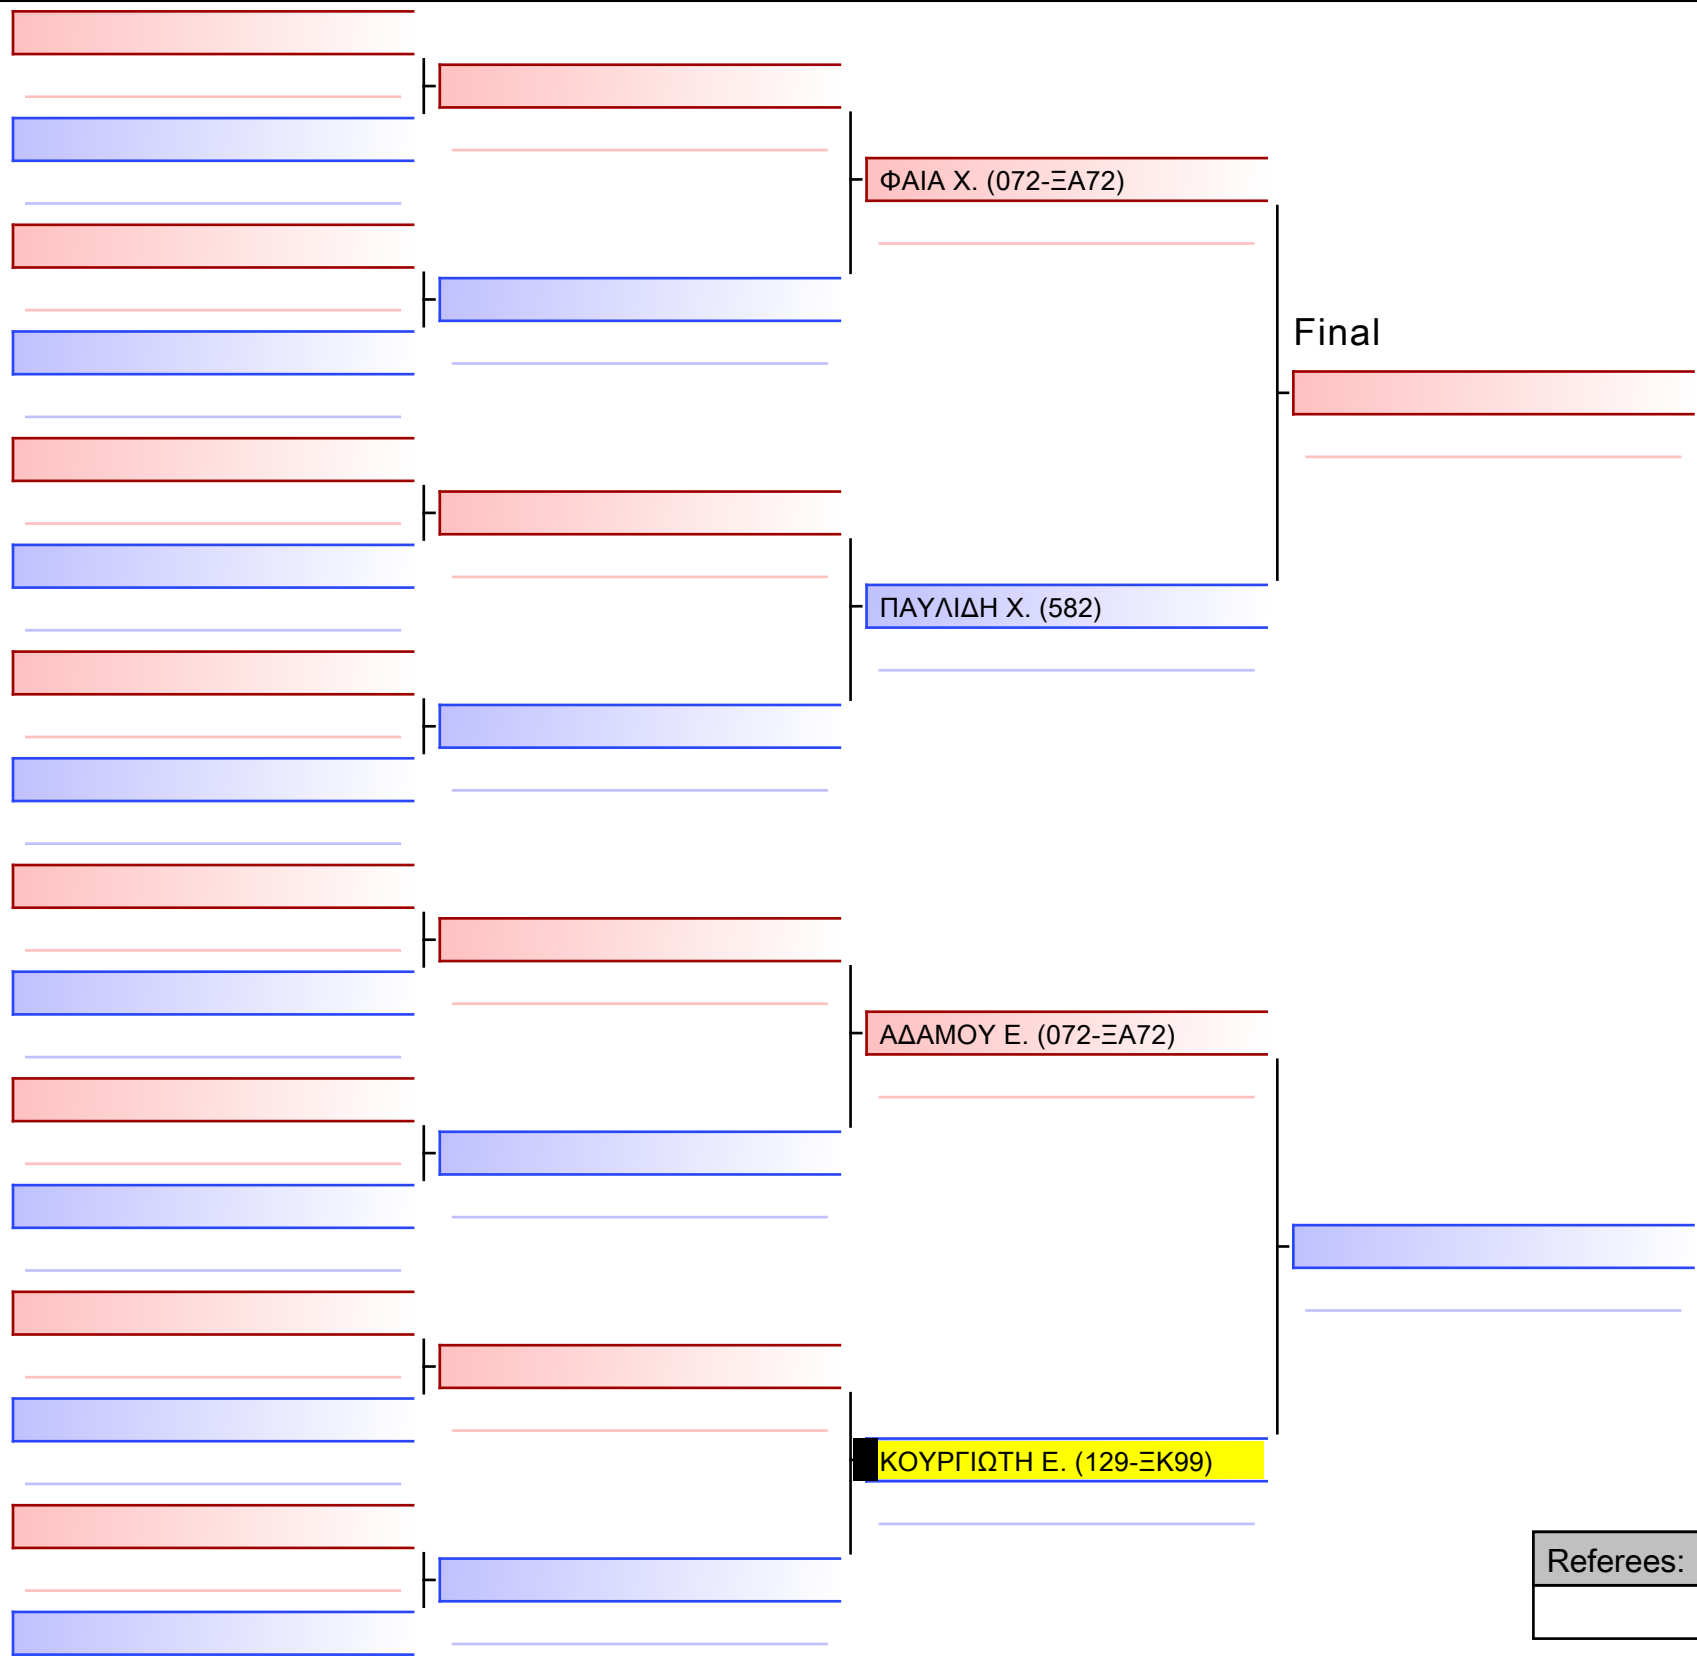 ΦΑΙΑ Χ. (072-ΞΑ72)
Final
ΠΑΥΛΙΔΗ Χ. (582)
ΑΔΑΜΟΥ Ε. (072-ΞΑ72)
ΚΟΥΡΓΙΩΤΗ Ε. (129-ΞΚ99)
Referees: